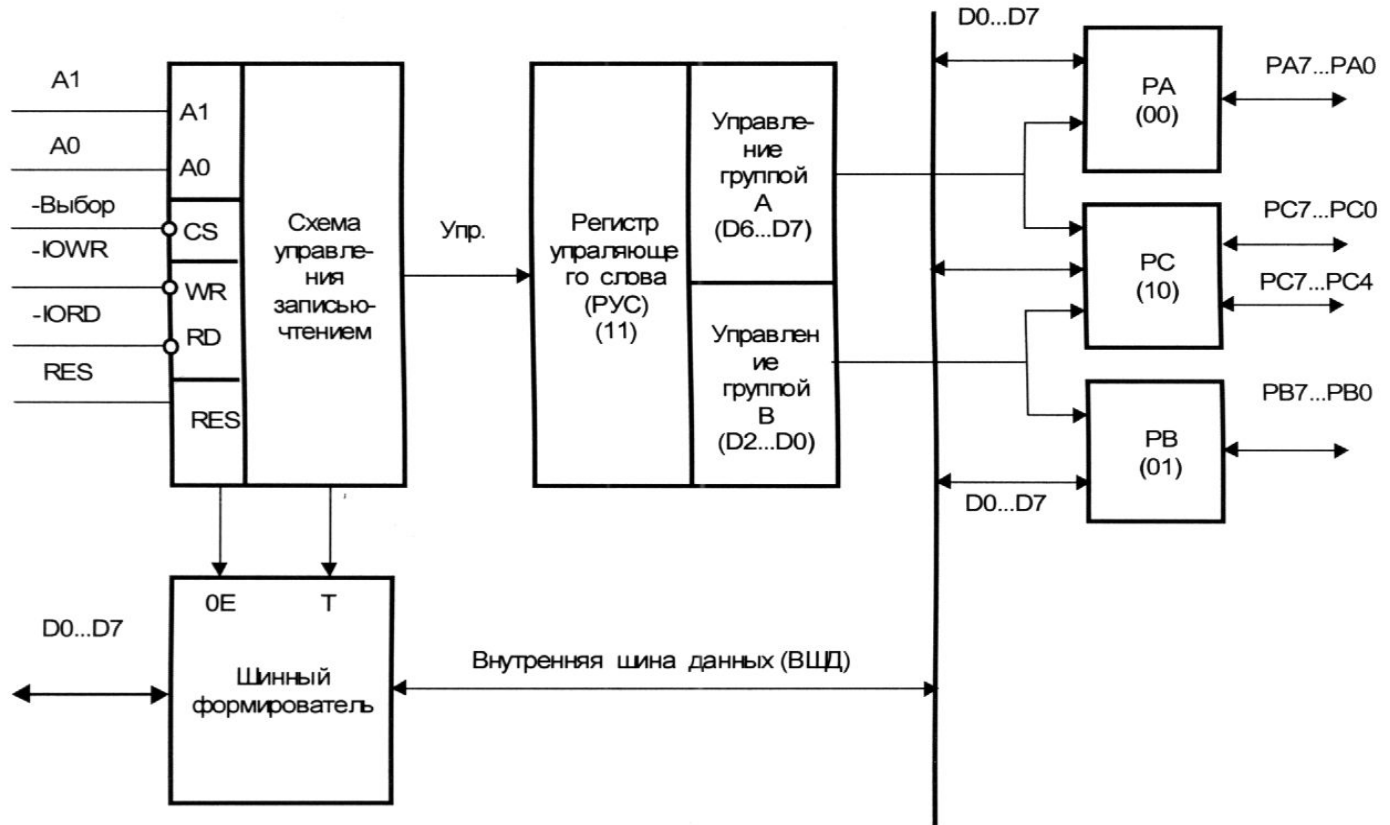 A1
A0
-Выбор
-IOWR
-IORD
RES
A1
A0
CS
WR
RD
RES
Схема
управле-
ния
записью-
чтением
Упр.
Регистр
упраляюще
го слова
(РУС)
(11)
Управле-
ние
группой
А
(D6...D7)
Управлен
ие
группой
В
(D2...D0)
D0...D7
PA
(00)
PA7...PA0
PC
(10)
PC7...PC0
PC7...PC4
PB
(01)
PB7...PB0
D0...D7
0E
T
Шинный
формирователь
D0...D7
Внутренняя шина данных (ВШД)